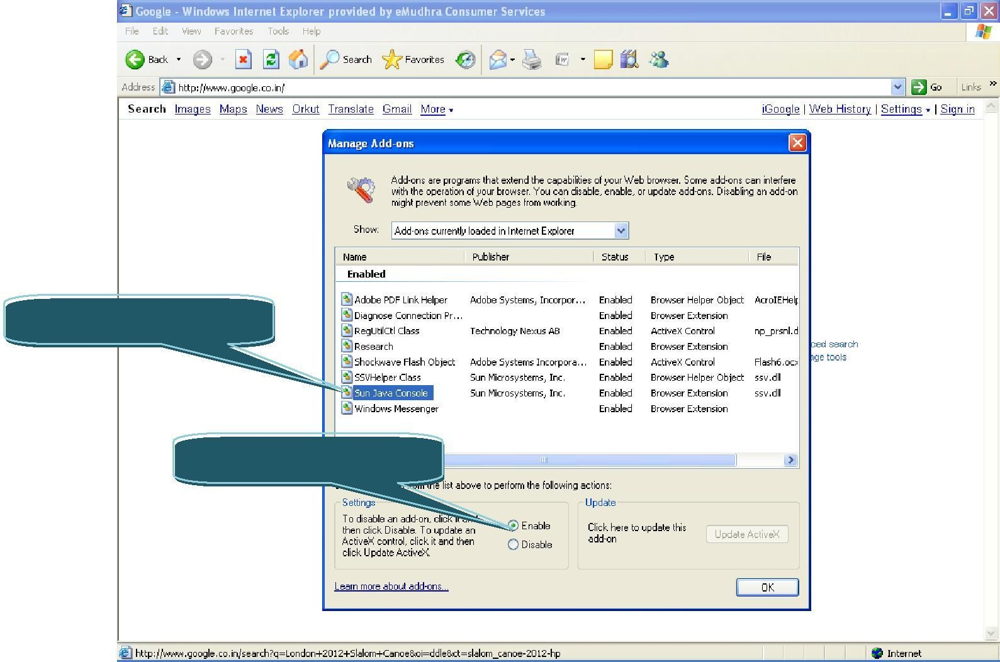 Google - Windows Internet Explorer provided by eMudhra Consumer Services
File Edit View Favorites Tools Help
Back Search Favorites
Address http://www.google.co.in/ Go Links »
Search Images Maps News Orkut Translate Gmail More iGoogle | Web History | Settings | Sign in
Manage Add-ons
Add-ons are programs that extend the capabilities of your Web browser. Some add-ons can interfere
with the operation of your browser. You can disable, enable, or update add-ons. Disabling an add-on
might prevent some Web pages from working.
Show: Add-ons currently loaded in Internet Explorer
Name Publisher Status Type File
Enabled
Adobe PDF Link Helper Adobe Systems, Incorpor... Enabled Browser Helper Object AcroIEHelp
Diagnose Connection Pr... Enabled Browser Extension
RegUtilCtl Class Technology Nexus AB Enabled ActiveX Control np_prsnl.d
Research Enabled Browser Extension
ced search
Shockwave Flash Object Adobe Systems Incorpora... Enabled ActiveX Control Flash6.ocx
age tools
SSVHelper Class Sun Microsystems, Inc. Enabled Browser Helper Object ssv.dll
Sun Java Console Sun Microsystems, Inc. Enabled Browser Extension ssv.dll
Windows Messenger Enabled Browser Extension
the list above to perform the following actions:
Settings Update
To disable an add-on, click it and
then click Disable. To update an
ActiveX control, click it and then
click Update ActiveX.
Enable
Disable
Click here to update this
add-on
Update ActiveX
Learn more about add-ons...
OK
http://www.google.co.in/search?q=London+2012+Slalom+Canoe&oi=ddle&ct=slalom_canoe-2012-hp Internet